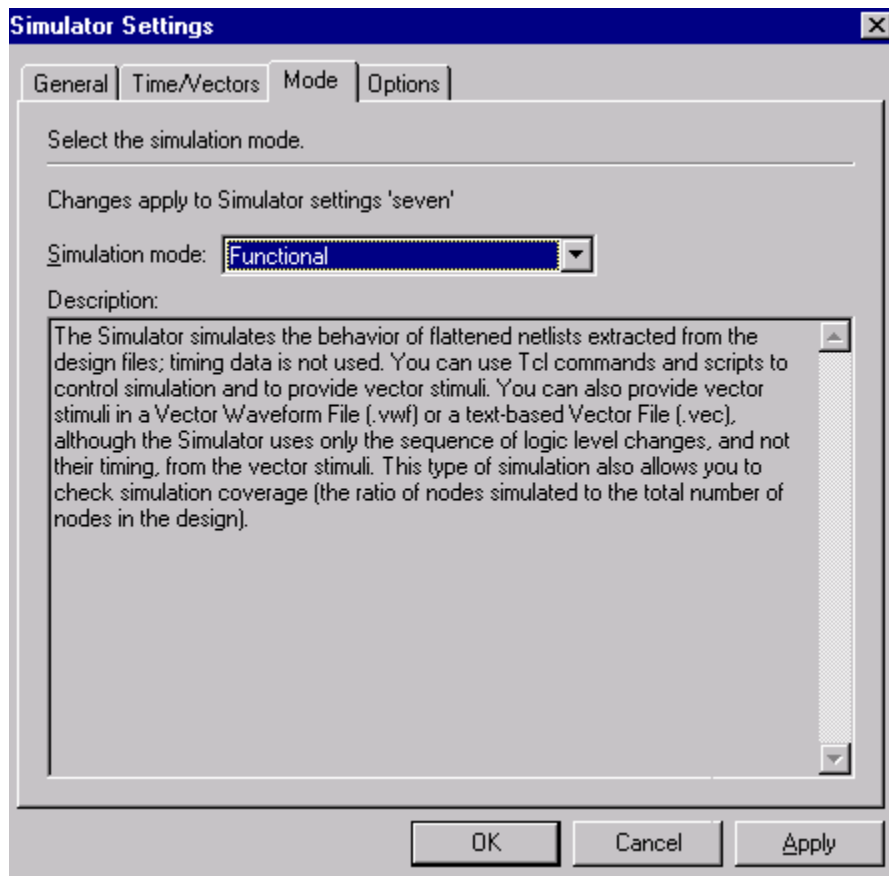 Simulator Settings
General Time/Vectors Mode Options
Select the simulation mode.
Changes apply to Simulator settings 'seven'
Simulation mode: Functional
Description:
The Simulator simulates the behavior of flattened netlists extracted from the
design files; timing data is not used. You can use Tcl commands and scripts to
control simulation and to provide vector stimuli. You can also provide vector
stimuli in a Vector Waveform File (.vwf) or a text-based Vector File (.vec),
although the Simulator uses only the sequence of logic level changes, and not
their timing, from the vector stimuli. This type of simulation also allows you to
check simulation coverage (the ratio of nodes simulated to the total number of
nodes in the design).
OK Cancel Apply